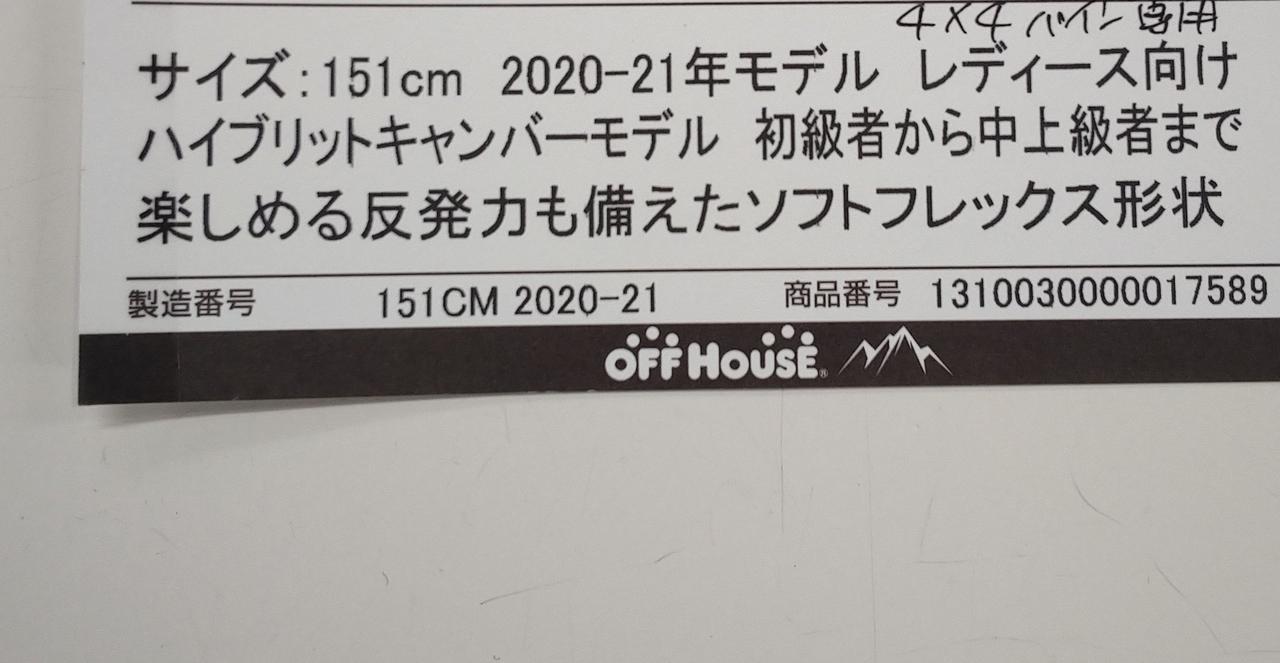 4×4 バイン専用
サイズ:151cm 2020-21年モデル レディース向け
ハイブリットキャンバーモデル 初級者から中上級者まで
楽しめる反発力も備えたソフトフレックス形状
製造番号 151CM 2020-21 商品番号 1310030000017589
OFF HOUSE®